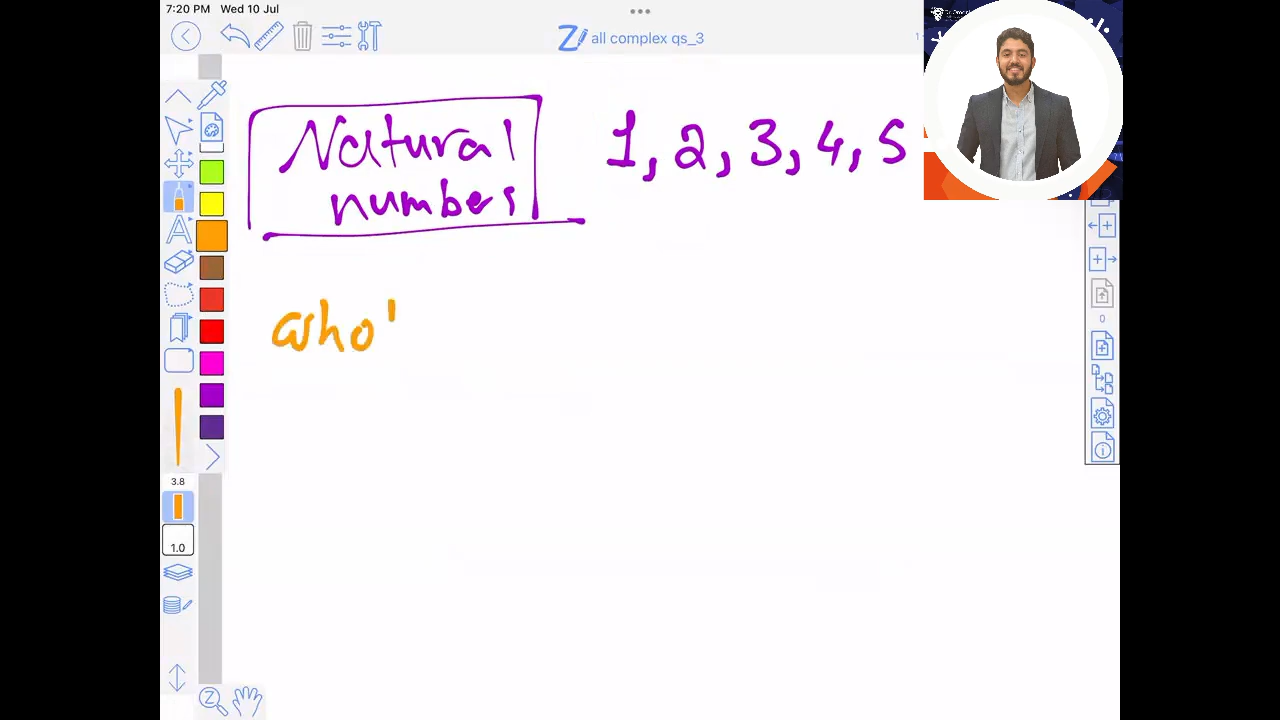 7:20 PM Wed 10 Jul
all complex qs_3
Natural
numbers
1, 2, 3, 4, 5
who
A
3.8
1.0
0
Z